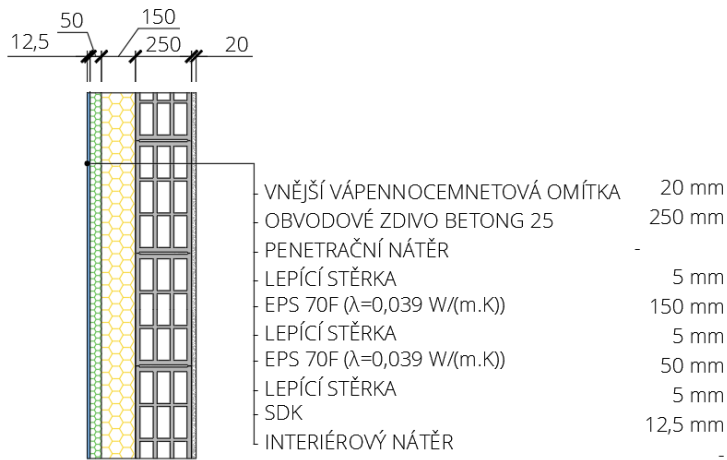 50
150
12,5
250
20
VNĚJŠÍ VÁPENNOCEMNETOVÁ OMÍTKA 20 mm
OBVODOVÉ ZDIVO BETONG 25 250 mm
PENETRAČNÍ NÁTĚR -
LEPÍCÍ STĚRKA 5 mm
EPS 70F (λ=0,039 W/(m.K)) 150 mm
LEPÍCÍ STĚRKA 5 mm
EPS 70F (λ=0,039 W/(m.K)) 50 mm
LEPÍCÍ STĚRKA 5 mm
SDK 12,5 mm
INTERIÉROVÝ NÁTĚR -